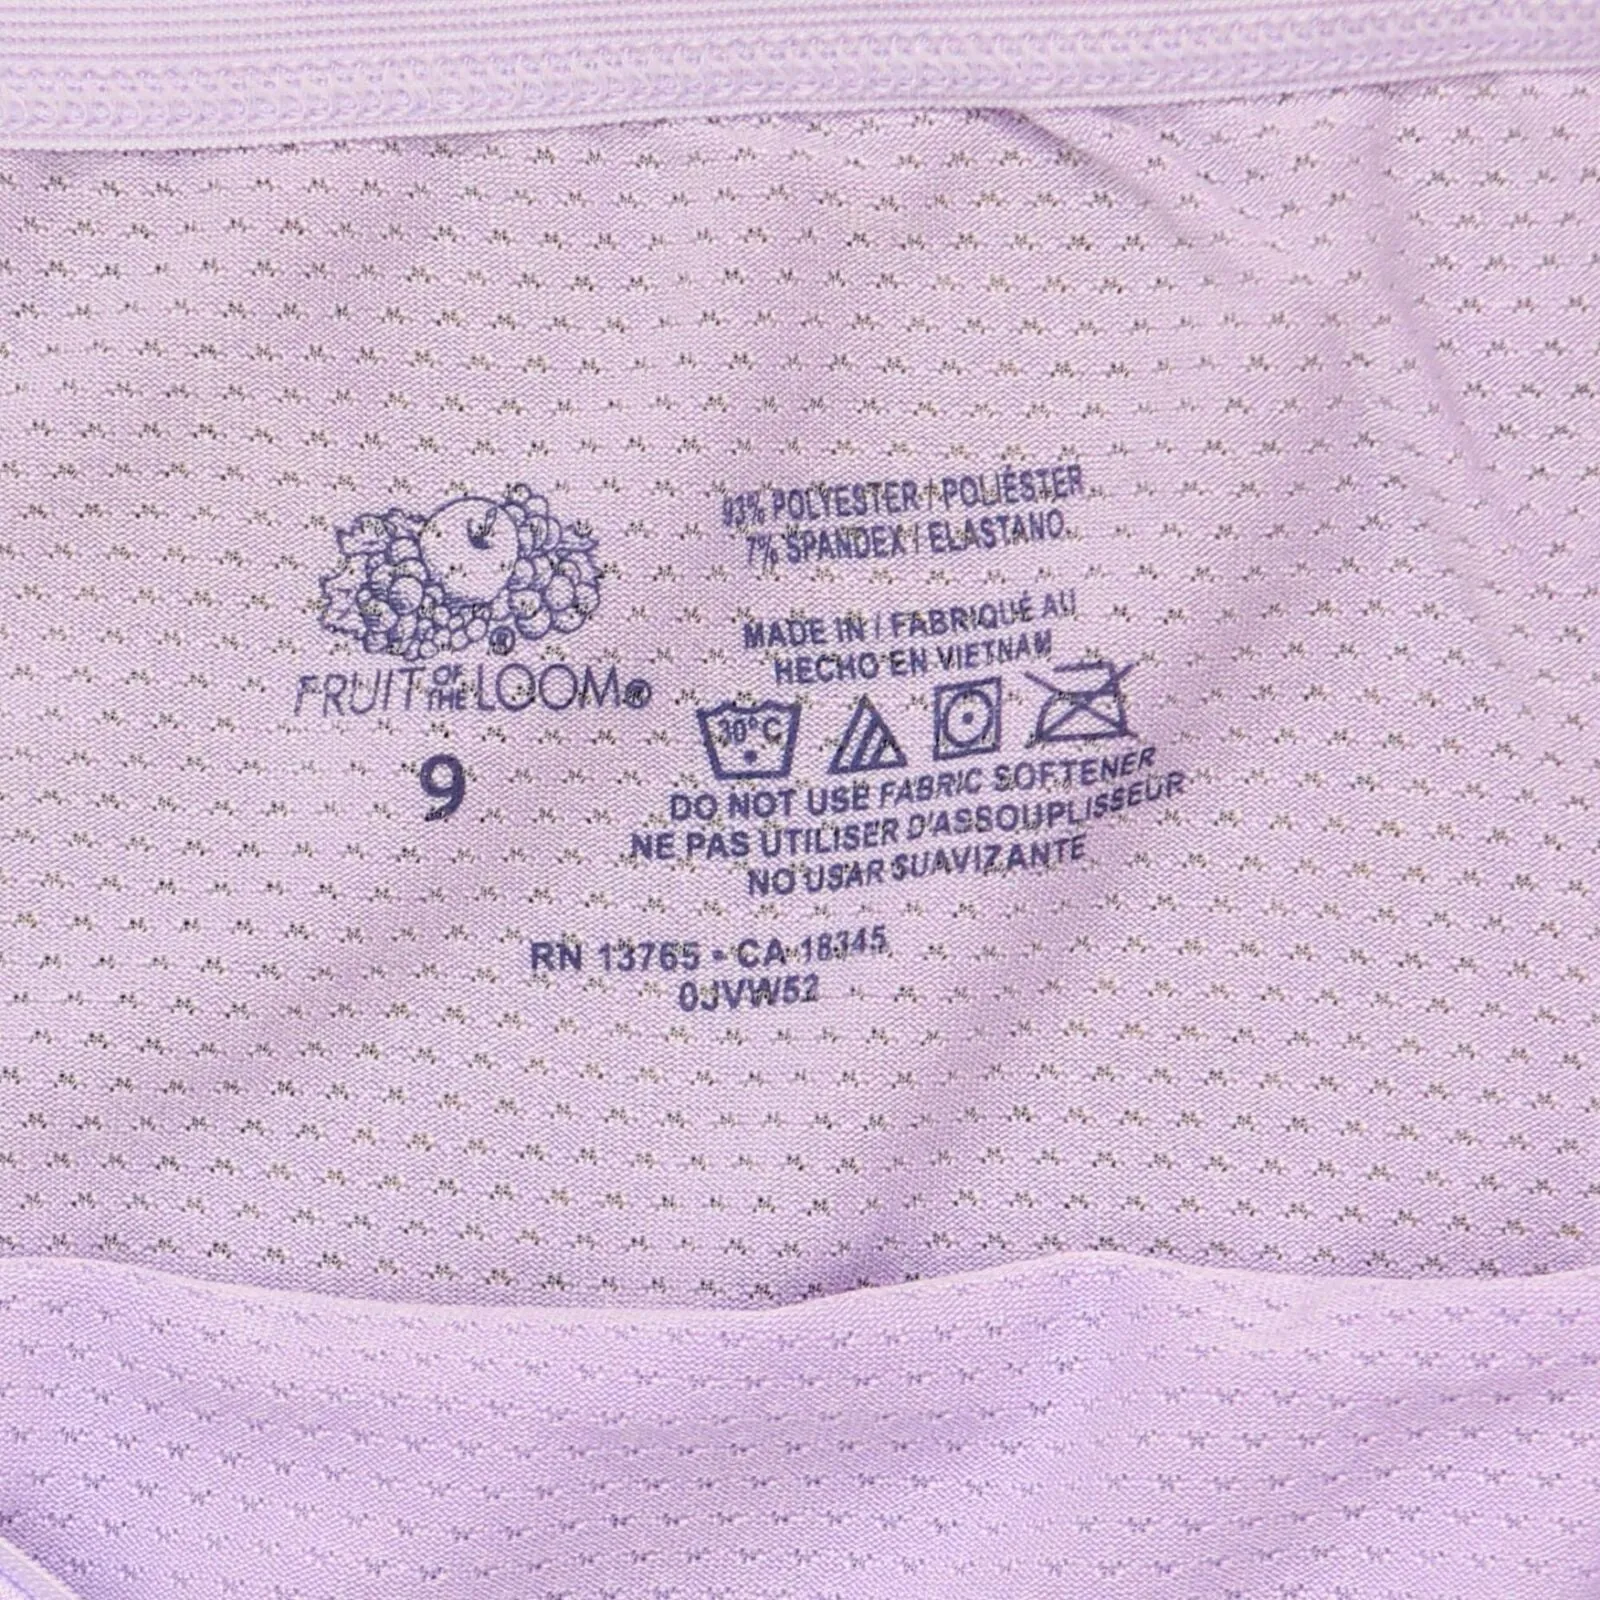 FRUIT OF THE LOOM®
9
93% POLYESTER / POLIÉSTER
7% SPANDEX / ELASTANO
MADE IN / FABRIQUÉ AU
HECHO EN VIETNAM
30°C
DO NOT USE FABRIC SOFTENER
NE PAS UTILISER D'ASSOUPLISSEUR
NO USAR SUAVIZANTE
RN 13765 - CA 18345
0JVW52